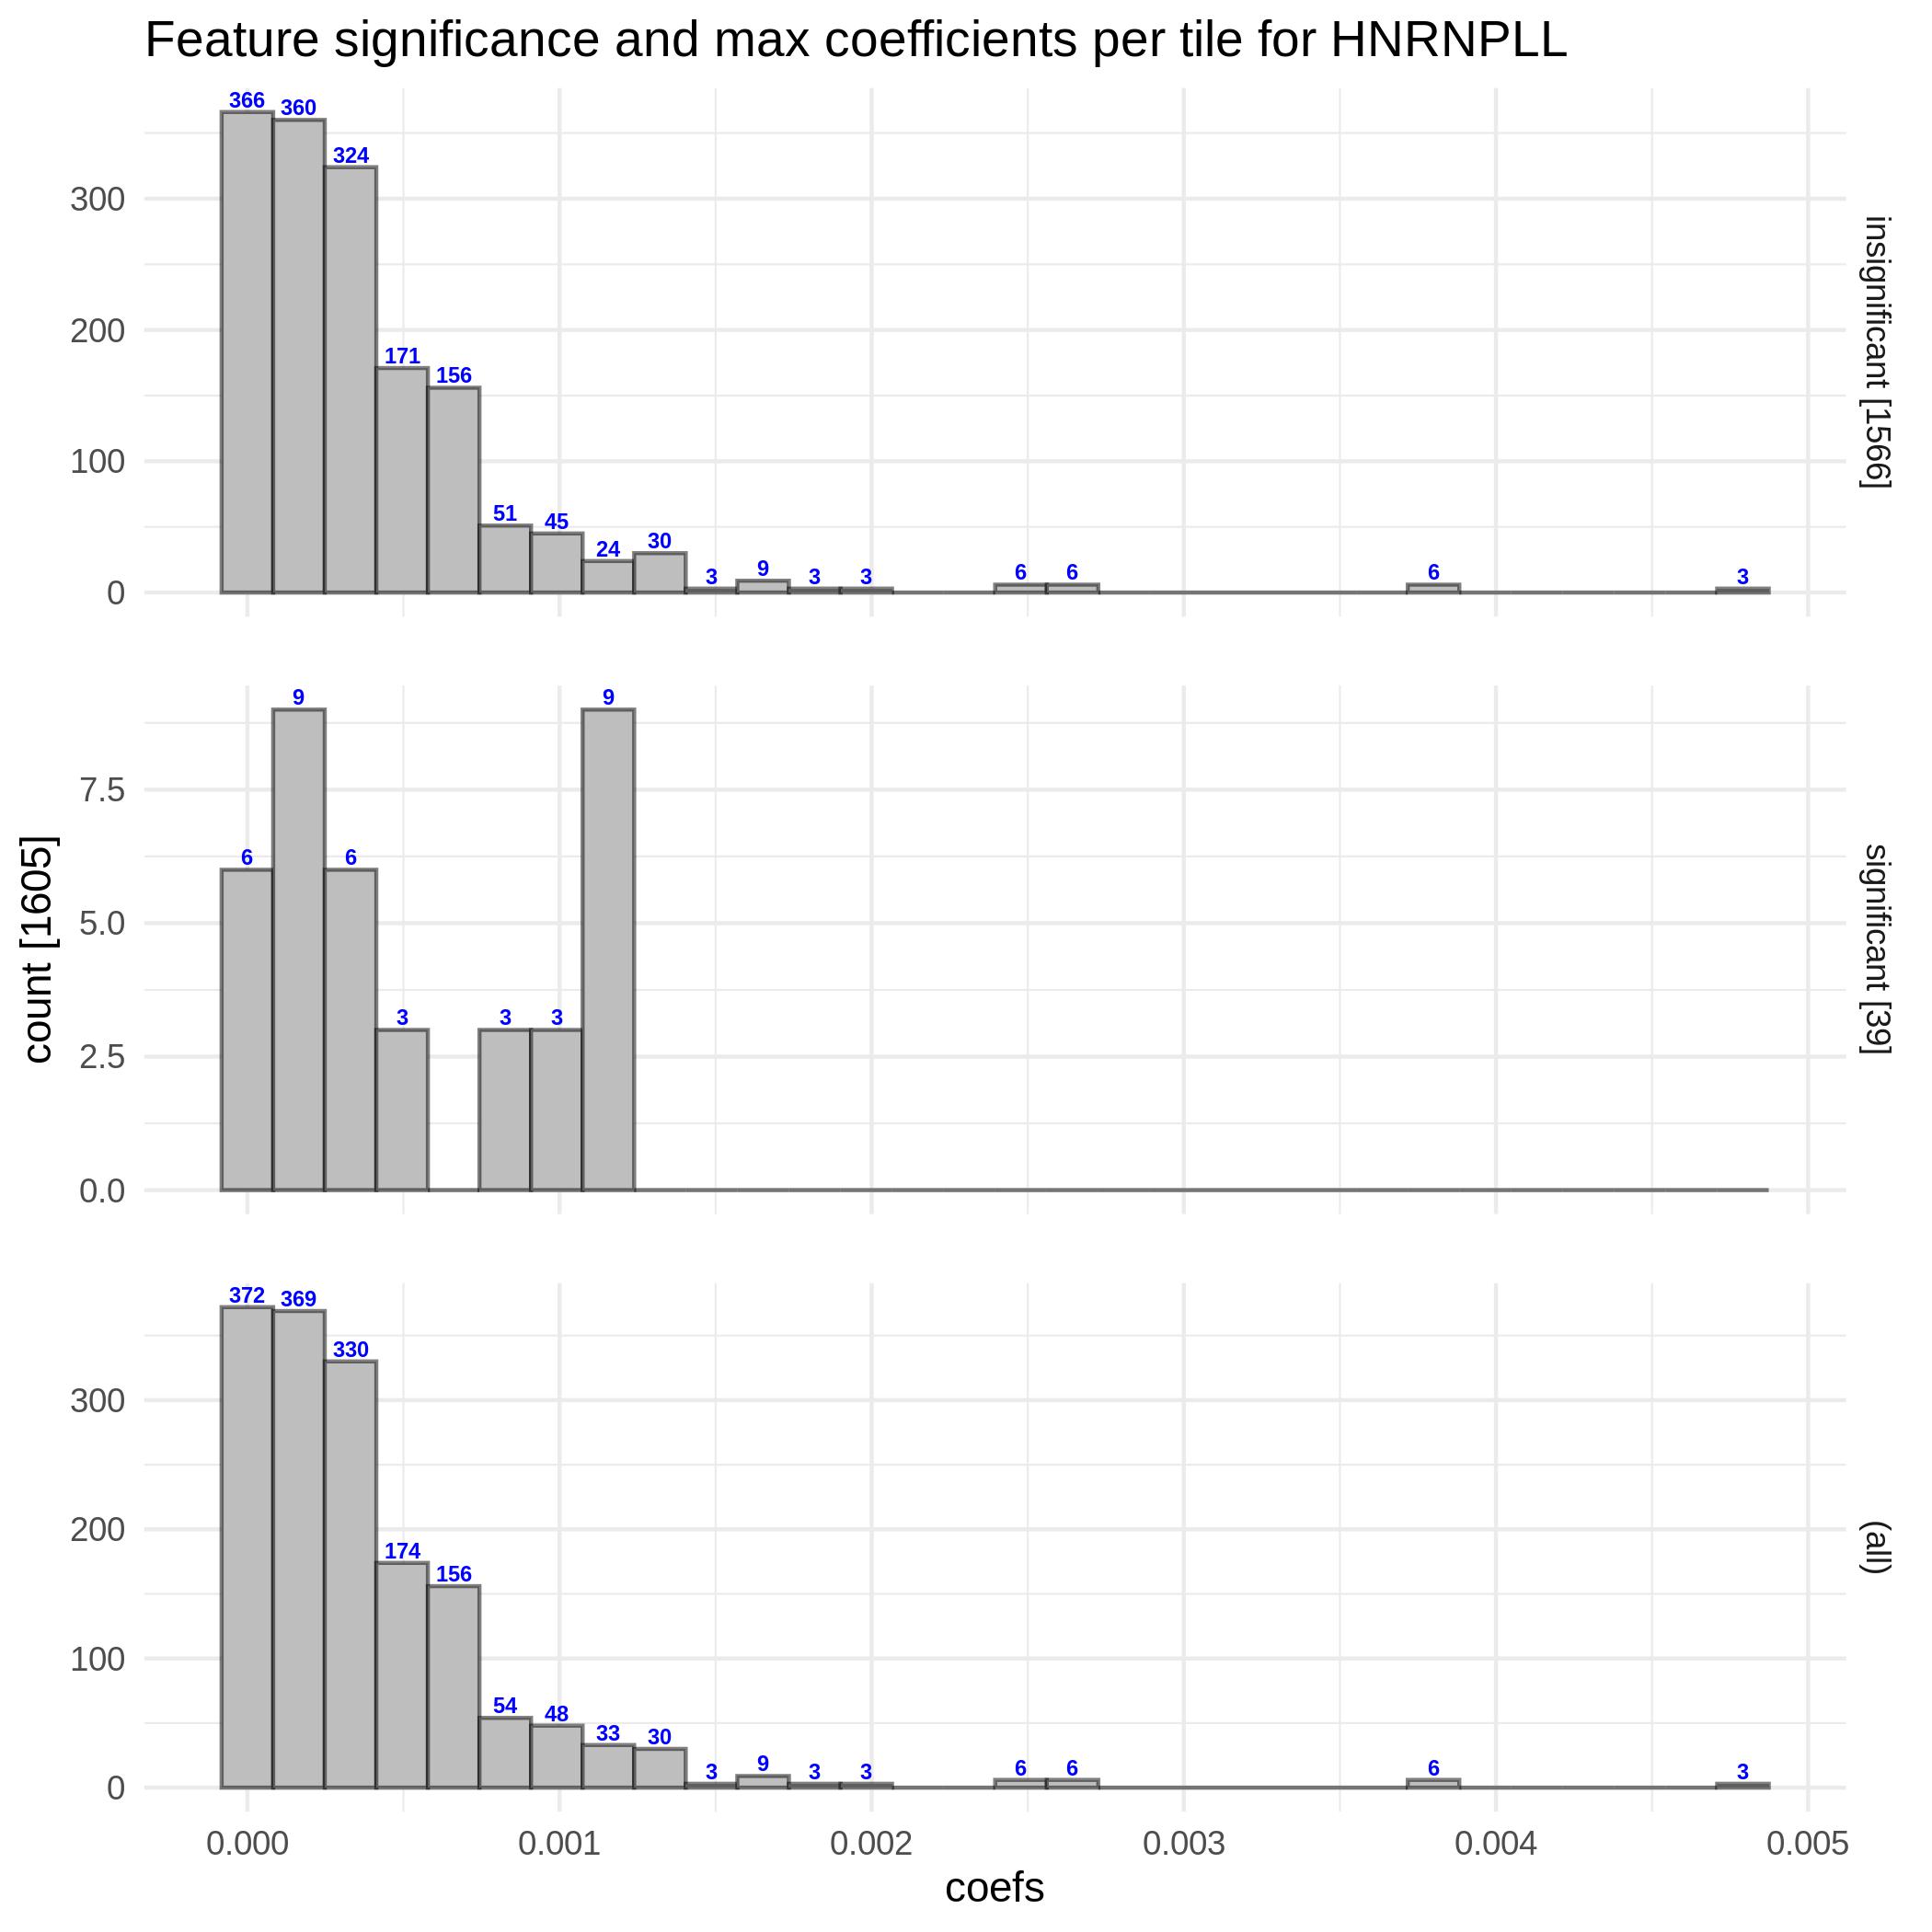 Feature significance and max coefficients per tile for HNRNPLL
366 360 324 171 156 51 45 24 30 3 9 3 3 6 6 6 3
300
200
100
0
insignificant [1566]
9 9
6 6
3 3 3
7.5
5.0
2.5
0.0
significant [39]
count [1605]
372 369 330 174 156 54 48 33 30 3 9 3 3 6 6 6 3
300
200
100
0
(all)
0.000 0.001 0.002 0.003 0.004 0.005
coefs